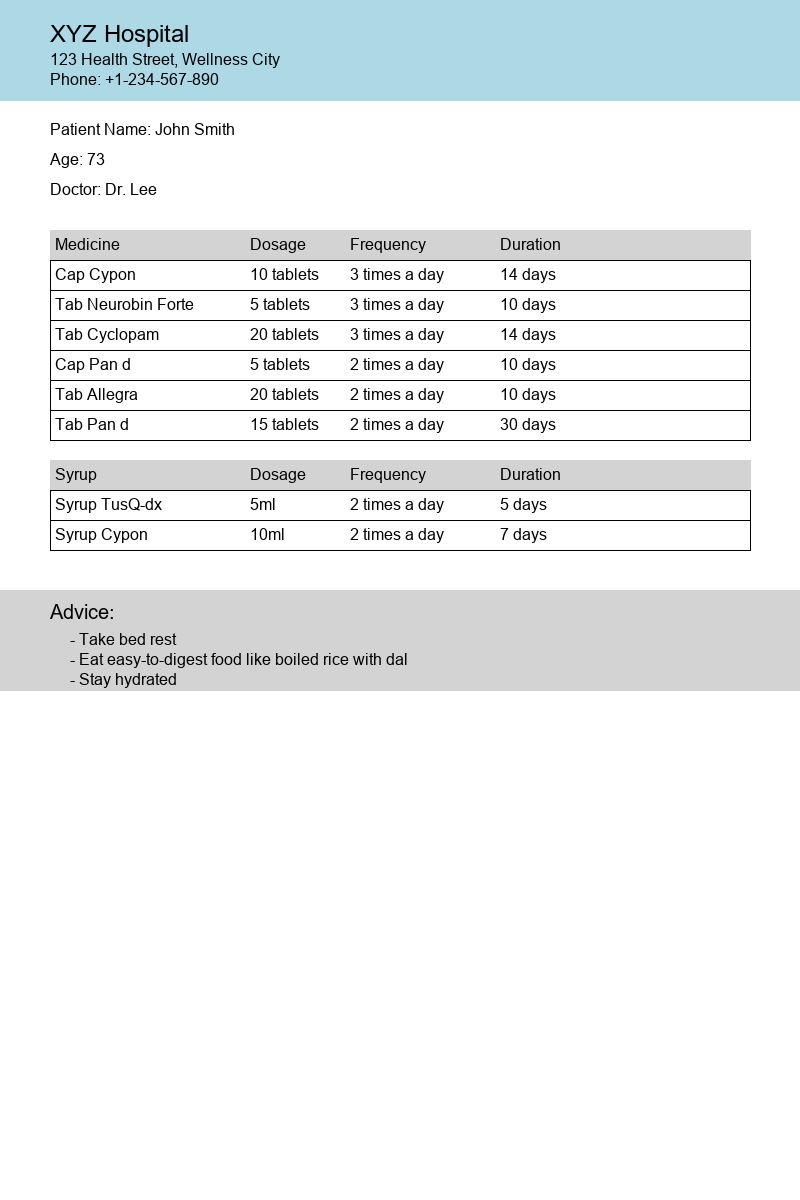 XYZ Hospital
123 Health Street, Wellness City
Phone: +1-234-567-890
Patient Name: John Smith
Age: 73
Doctor: Dr. Lee
Medicine Dosage Frequency Duration
Cap Cypon 10 tablets 3 times a day 14 days
Tab Neurobin Forte 5 tablets 3 times a day 10 days
Tab Cyclopam 20 tablets 3 times a day 14 days
Cap Pan d 5 tablets 2 times a day 10 days
Tab Allegra 20 tablets 2 times a day 10 days
Tab Pan d 15 tablets 2 times a day 30 days
Syrup Dosage Frequency Duration
Syrup TusQ-dx 5ml 2 times a day 5 days
Syrup Cypon 10ml 2 times a day 7 days
Advice:
- Take bed rest
- Eat easy-to-digest food like boiled rice with dal
- Stay hydrated